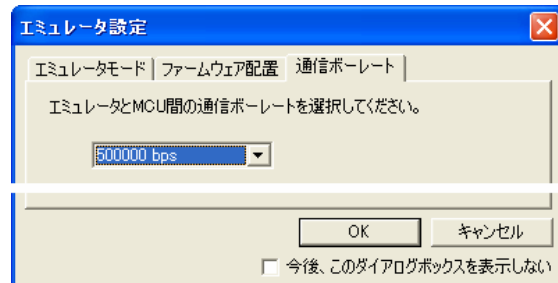 エミュレータ設定
エミュレータモード ファームウェア配置 通信ボーレート
エミュレータとMCU間の通信ボーレートを選択してください。
500000 bps
OK キャンセル
今後、このダイアログボックスを表示しない